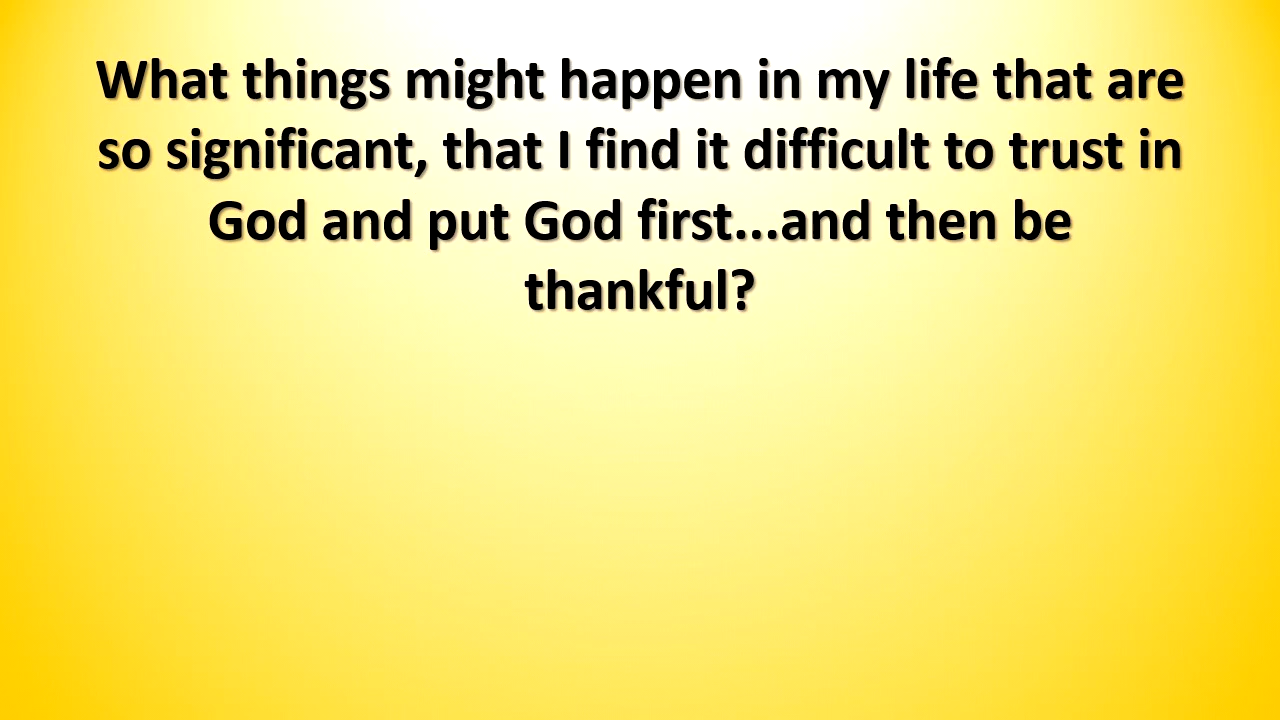 What things might happen in my life that are
so significant, that I find it difficult to trust in
God and put God first...and then be
thankful?